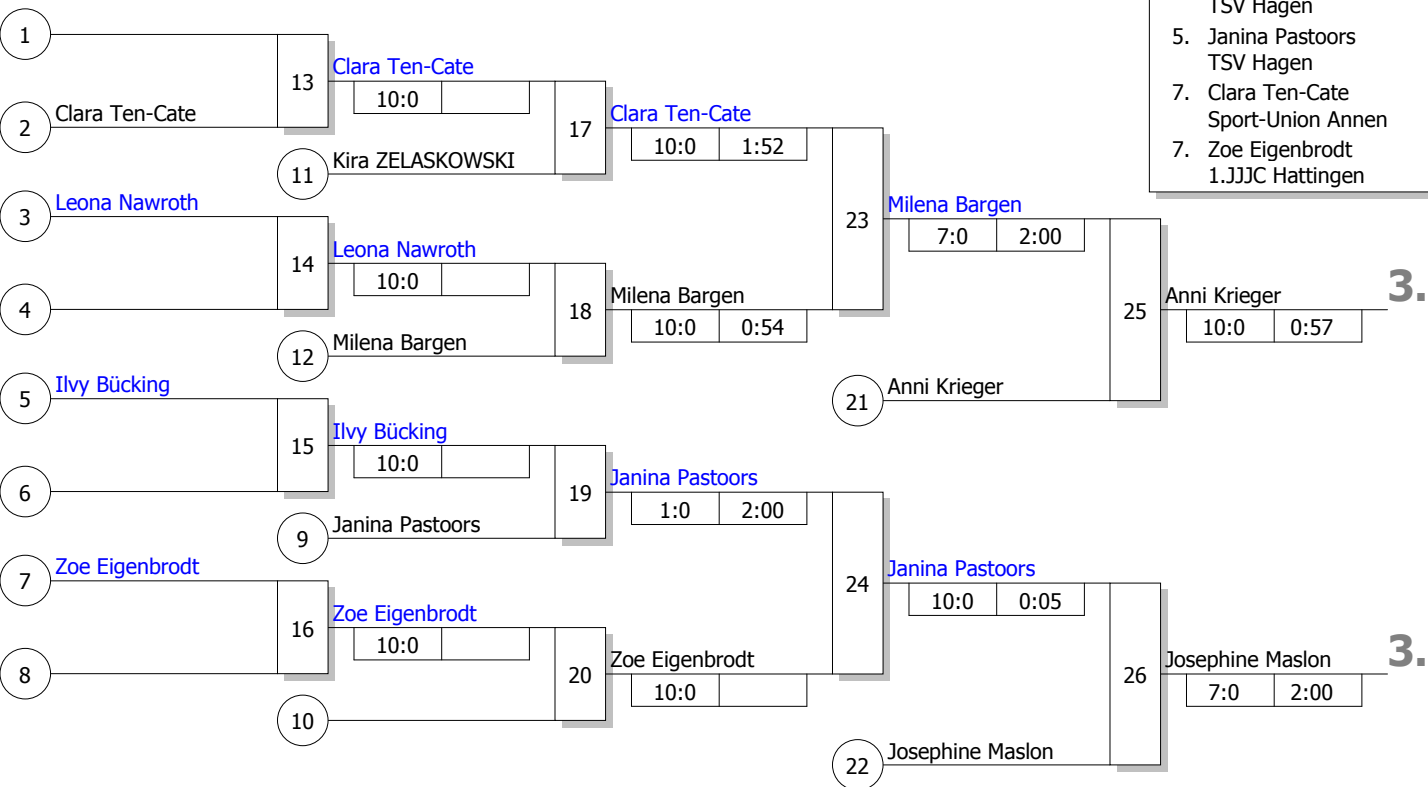 TSV Hagen
5. Janina Pastoors
TSV Hagen
7. Clara Ten-Cate
Sport-Union Annen
7. Zoe Eigenbrodt
1.JJJC Hattingen
1
13
Clara Ten-Cate
10:0
2
Clara Ten-Cate
17
Clara Ten-Cate
10:0 1:52
11
Kira ZELASKOWSKI
3
Leona Nawroth
23
Milena Bargen
7:0 2:00
14
Leona Nawroth
10:0
4
18
Milena Bargen
10:0 0:54
25
Anni Krieger
3.
10:0 0:57
12
Milena Bargen
5
Ilvy Bücking
21
Anni Krieger
15
Ilvy Bücking
10:0
6
19
Janina Pastoors
1:0 2:00
9
Janina Pastoors
7
Zoe Eigenbrodt
24
Janina Pastoors
10:0 0:05
16
Zoe Eigenbrodt
10:0
8
20
Zoe Eigenbrodt
10:0
26
Josephine Maslon
3.
7:0 2:00
10
22
Josephine Maslon